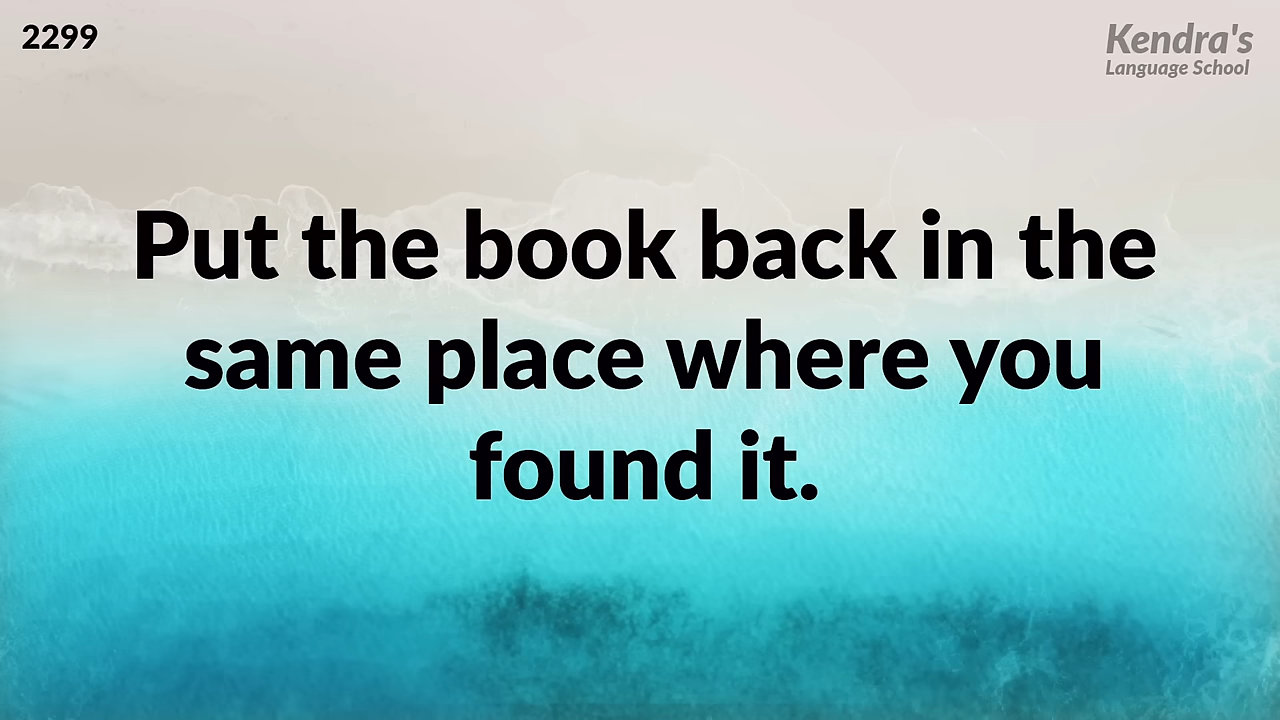 2299
Kendra's
Language School
Put the book back in the
same place where you
found it.